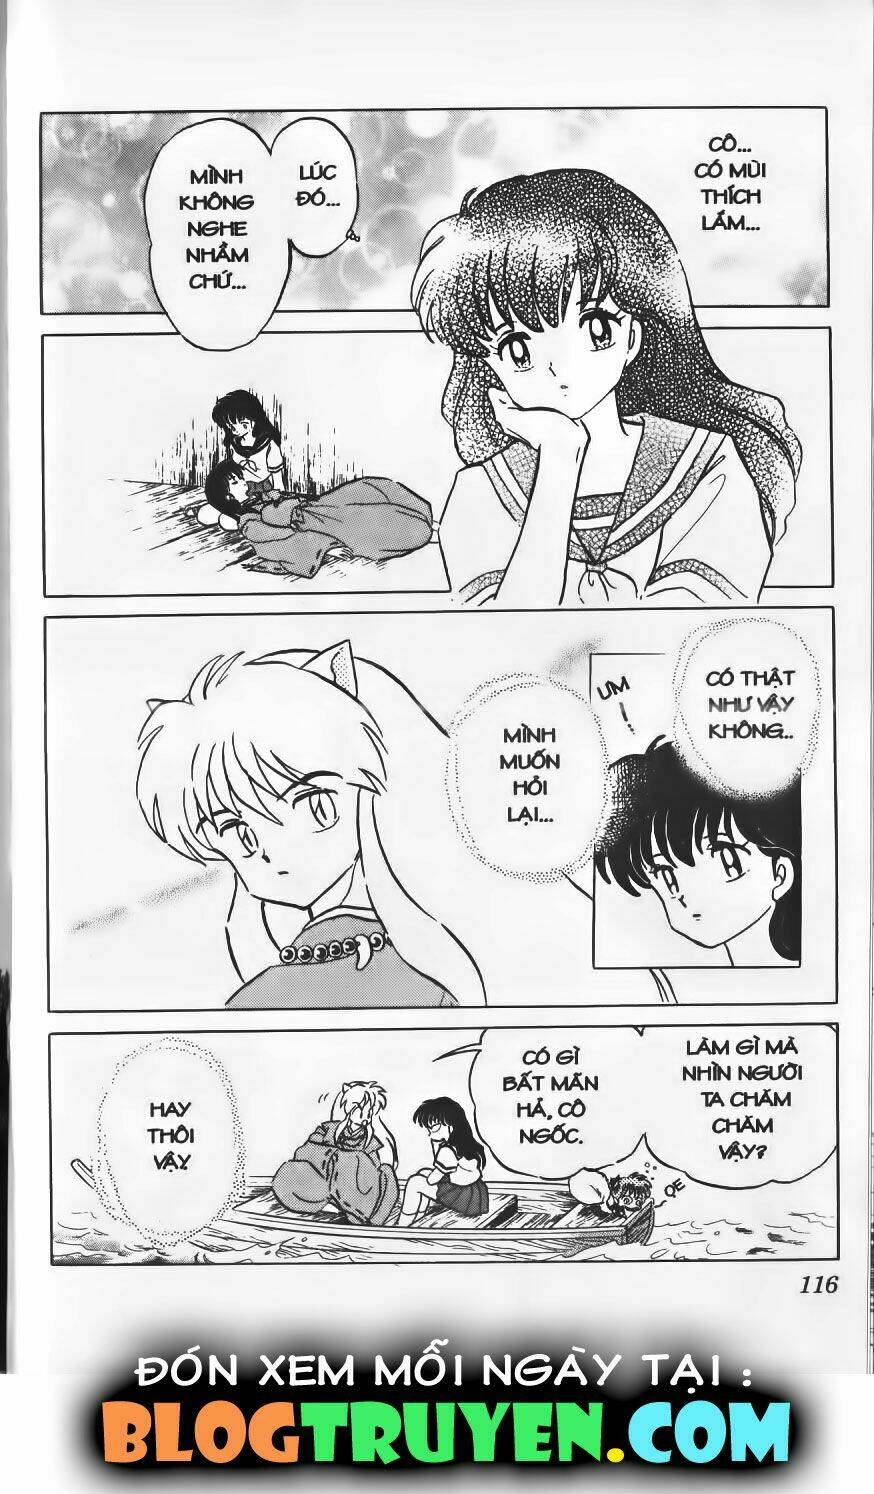 CÔ...
CÓ MÙI
THÍCH
LẮM...
LÚC
ĐÓ...
MÌNH
KHÔNG
NGHE
NHẦM
CHỨ...
CÓ THẬT
NHƯ VẬY
KHÔNG..
ƯM
MÌNH
MUỐN
HỎI
LẠI...
LÀM GÌ MÀ
NHÌN NGƯỜI
TA CHĂM
CHĂM
VẬY?
CÓ GÌ
BẤT MÃN
HẢ, CÔ
NGỐC.
ỌE
HAY
THÔI
VẬY.
116
ĐÓN XEM MỖI NGÀY TẠI :
BLOGTRUYEN.COM